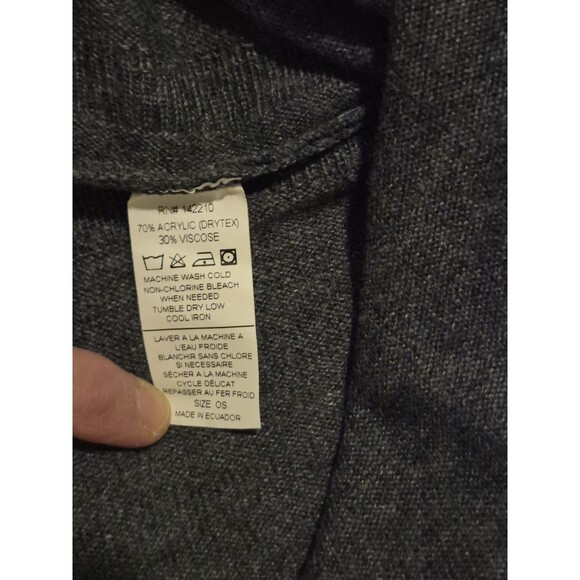 RN# 142210
70% ACRYLIC (DRYTEX)
30% VISCOSE
MACHINE WASH COLD
NON-CHLORINE BLEACH
WHEN NEEDED
TUMBLE DRY LOW
COOL IRON
LAVER A LA MACHINE A
L'EAU FROIDE
BLANCHIR SANS CHLORE
SI NECESSAIRE
SÉCHER A LA MACHINE
CYCLE DÉLICAT
REPASSER AU FER FROID
SIZE OS
MADE IN ECUADOR